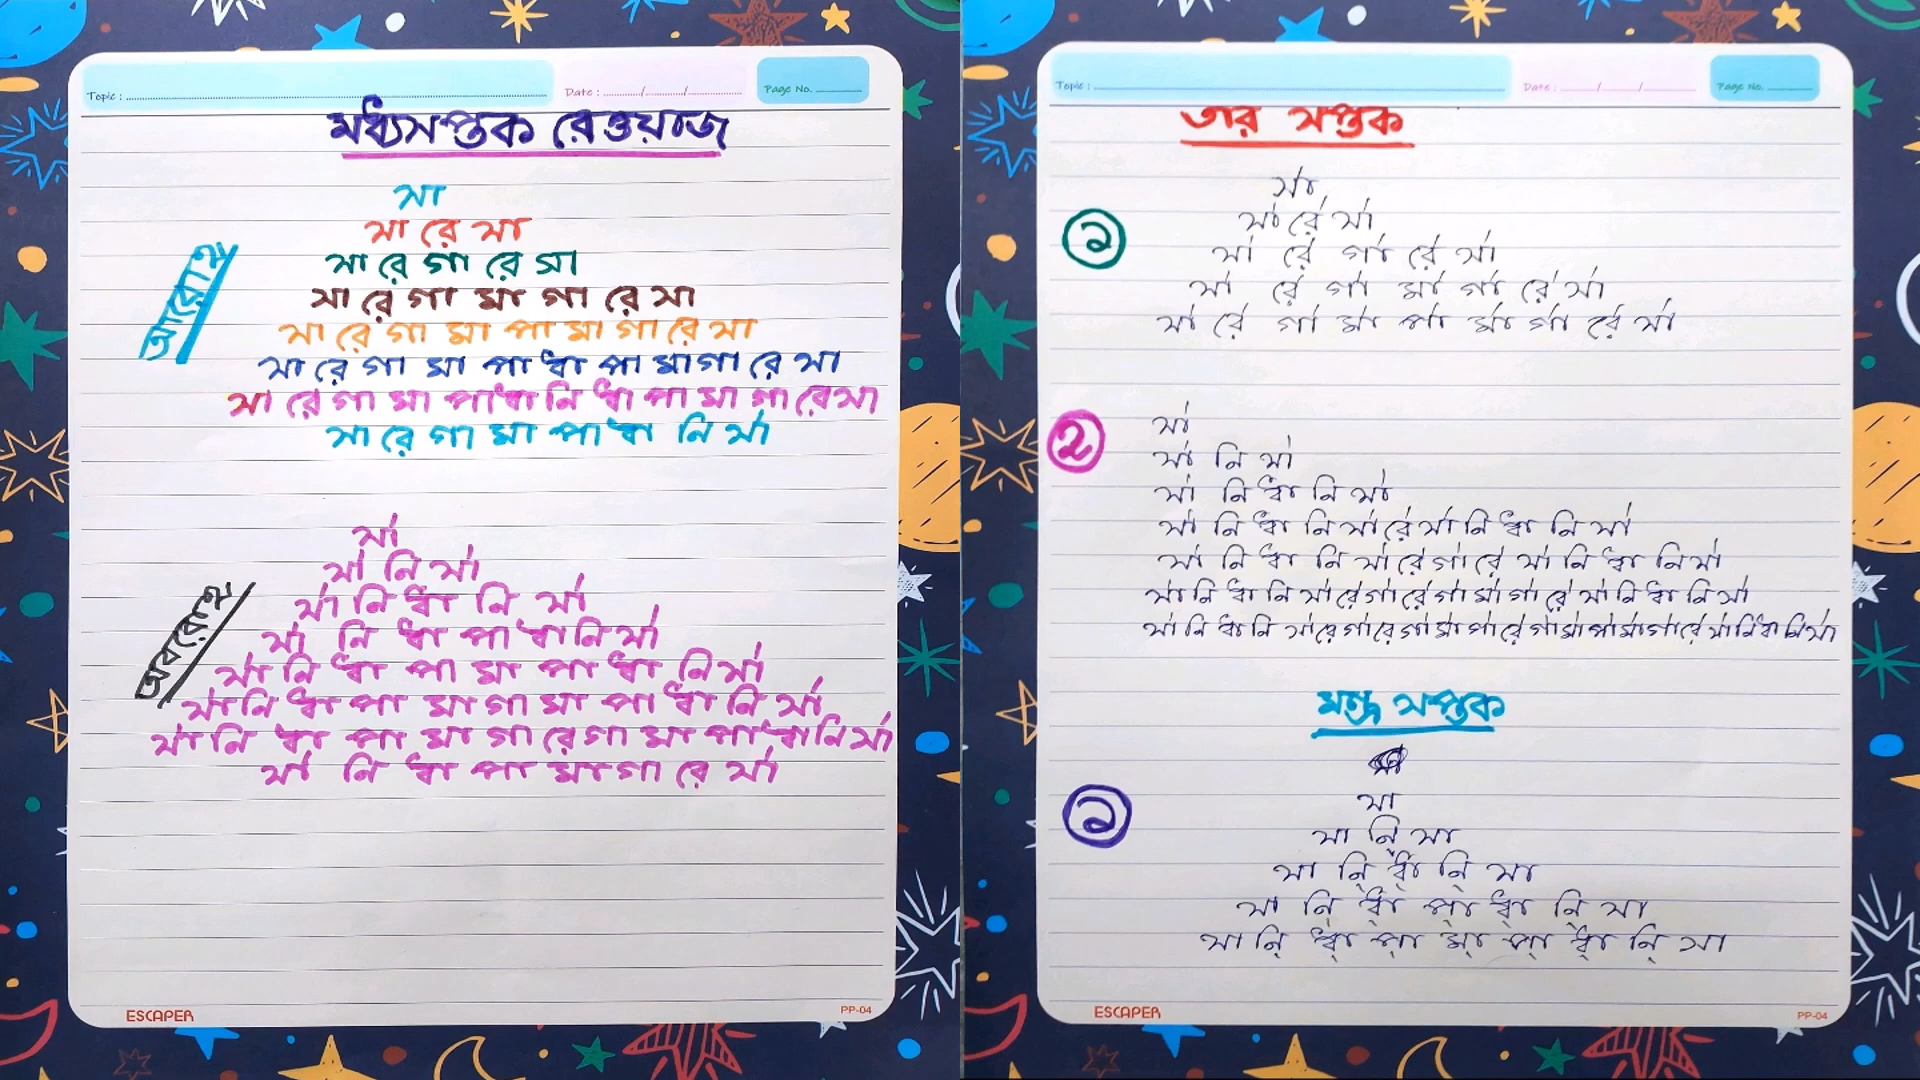 Topic : Date : ....../....../...... Page No.
মধ্যসপ্তক রেওয়াজ
আরোহ
সা
সা রে সা
সা রে গা রে সা
সা রে গা মা গা রে সা
সা রে গা মা পা মা গা রে সা
সা রে গা মা পা ধা পা মা গা রে সা
সা রে গা মা পা ধা নি ধা পা মা গা রে সা
সা রে গা মা পা ধা নি র্সা
অবরোহ
র্সা
র্সা নি র্সা
র্সা নি ধা নি র্সা
র্সা নি ধা পা ধা নি র্সা
র্সা নি ধা পা মা পা ধা নি র্সা
র্সা নি ধা পা মা গা মা পা ধা নি র্সা
র্সা নি ধা পা মা গা রে গা মা পা ধা নি র্সা
র্সা নি ধা পা মা গা রে র্সা
ESCAPER PP-04
Topic : Date : ....../....../...... Page No.
তার সপ্তক
১
র্সা
র্সা র্রে র্সা
র্সা র্রে র্গা র্রে র্সা
র্সা র্রে র্গা র্মা র্গা র্রে র্সা
র্সা র্রে র্গা র্মা র্পা র্মা র্গা র্রে র্সা
২
র্সা
র্সা নি র্সা
র্সা নি ধা নি র্সা
র্সা নি ধা নি র্সা র্রে র্সা নি ধা নি র্সা
র্সা নি ধা নি র্সা র্রে র্গা র্রে র্সা নি ধা নি র্সা
র্সা নি ধা নি র্সা র্রে র্গা র্রে র্গা র্মা র্গা র্রে র্সা নি ধা নি র্সা
র্সা নি ধা নি র্সা র্রে র্গা র্রে র্গা র্মা র্পা র্রে র্গা র্মা র্পা র্মা র্গা র্রে র্সা নি ধা নি র্সা
মন্দ্র সপ্তক
১
সা
সা নি় সা
সা নি় ধা় নি় সা
সা নি় ধা় পা় ধা় নি় সা
সা নি় ধা় পা় মা় পা় ধা় নি় সা
ESCAPER PP-04